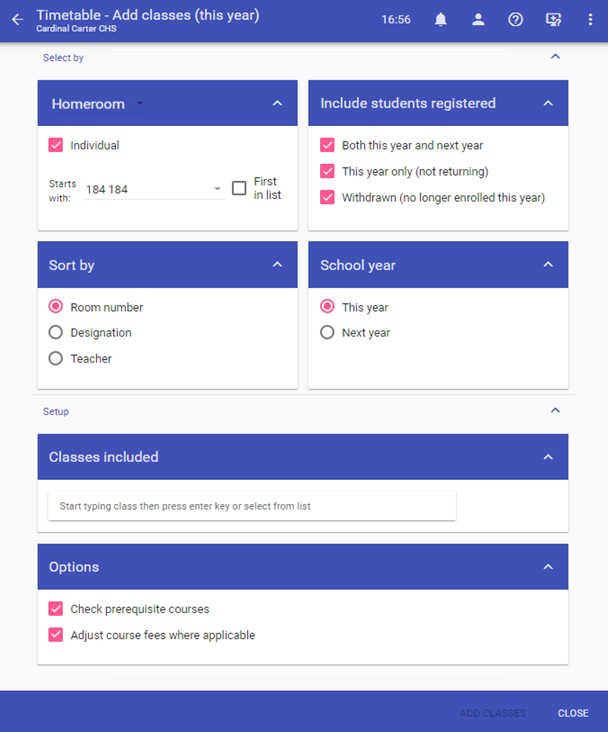 Timetable - Add classes (this year)
Cardinal Carter CHS
16:56
Select by
Homeroom
Individual
Starts with:
184 184
First in list
Include students registered
Both this year and next year
This year only (not returning)
Withdrawn (no longer enrolled this year)
Sort by
Room number
Designation
Teacher
School year
This year
Next year
Setup
Classes included
Start typing class then press enter key or select from list
Options
Check prerequisite courses
Adjust course fees where applicable
ADD CLASSES
CLOSE